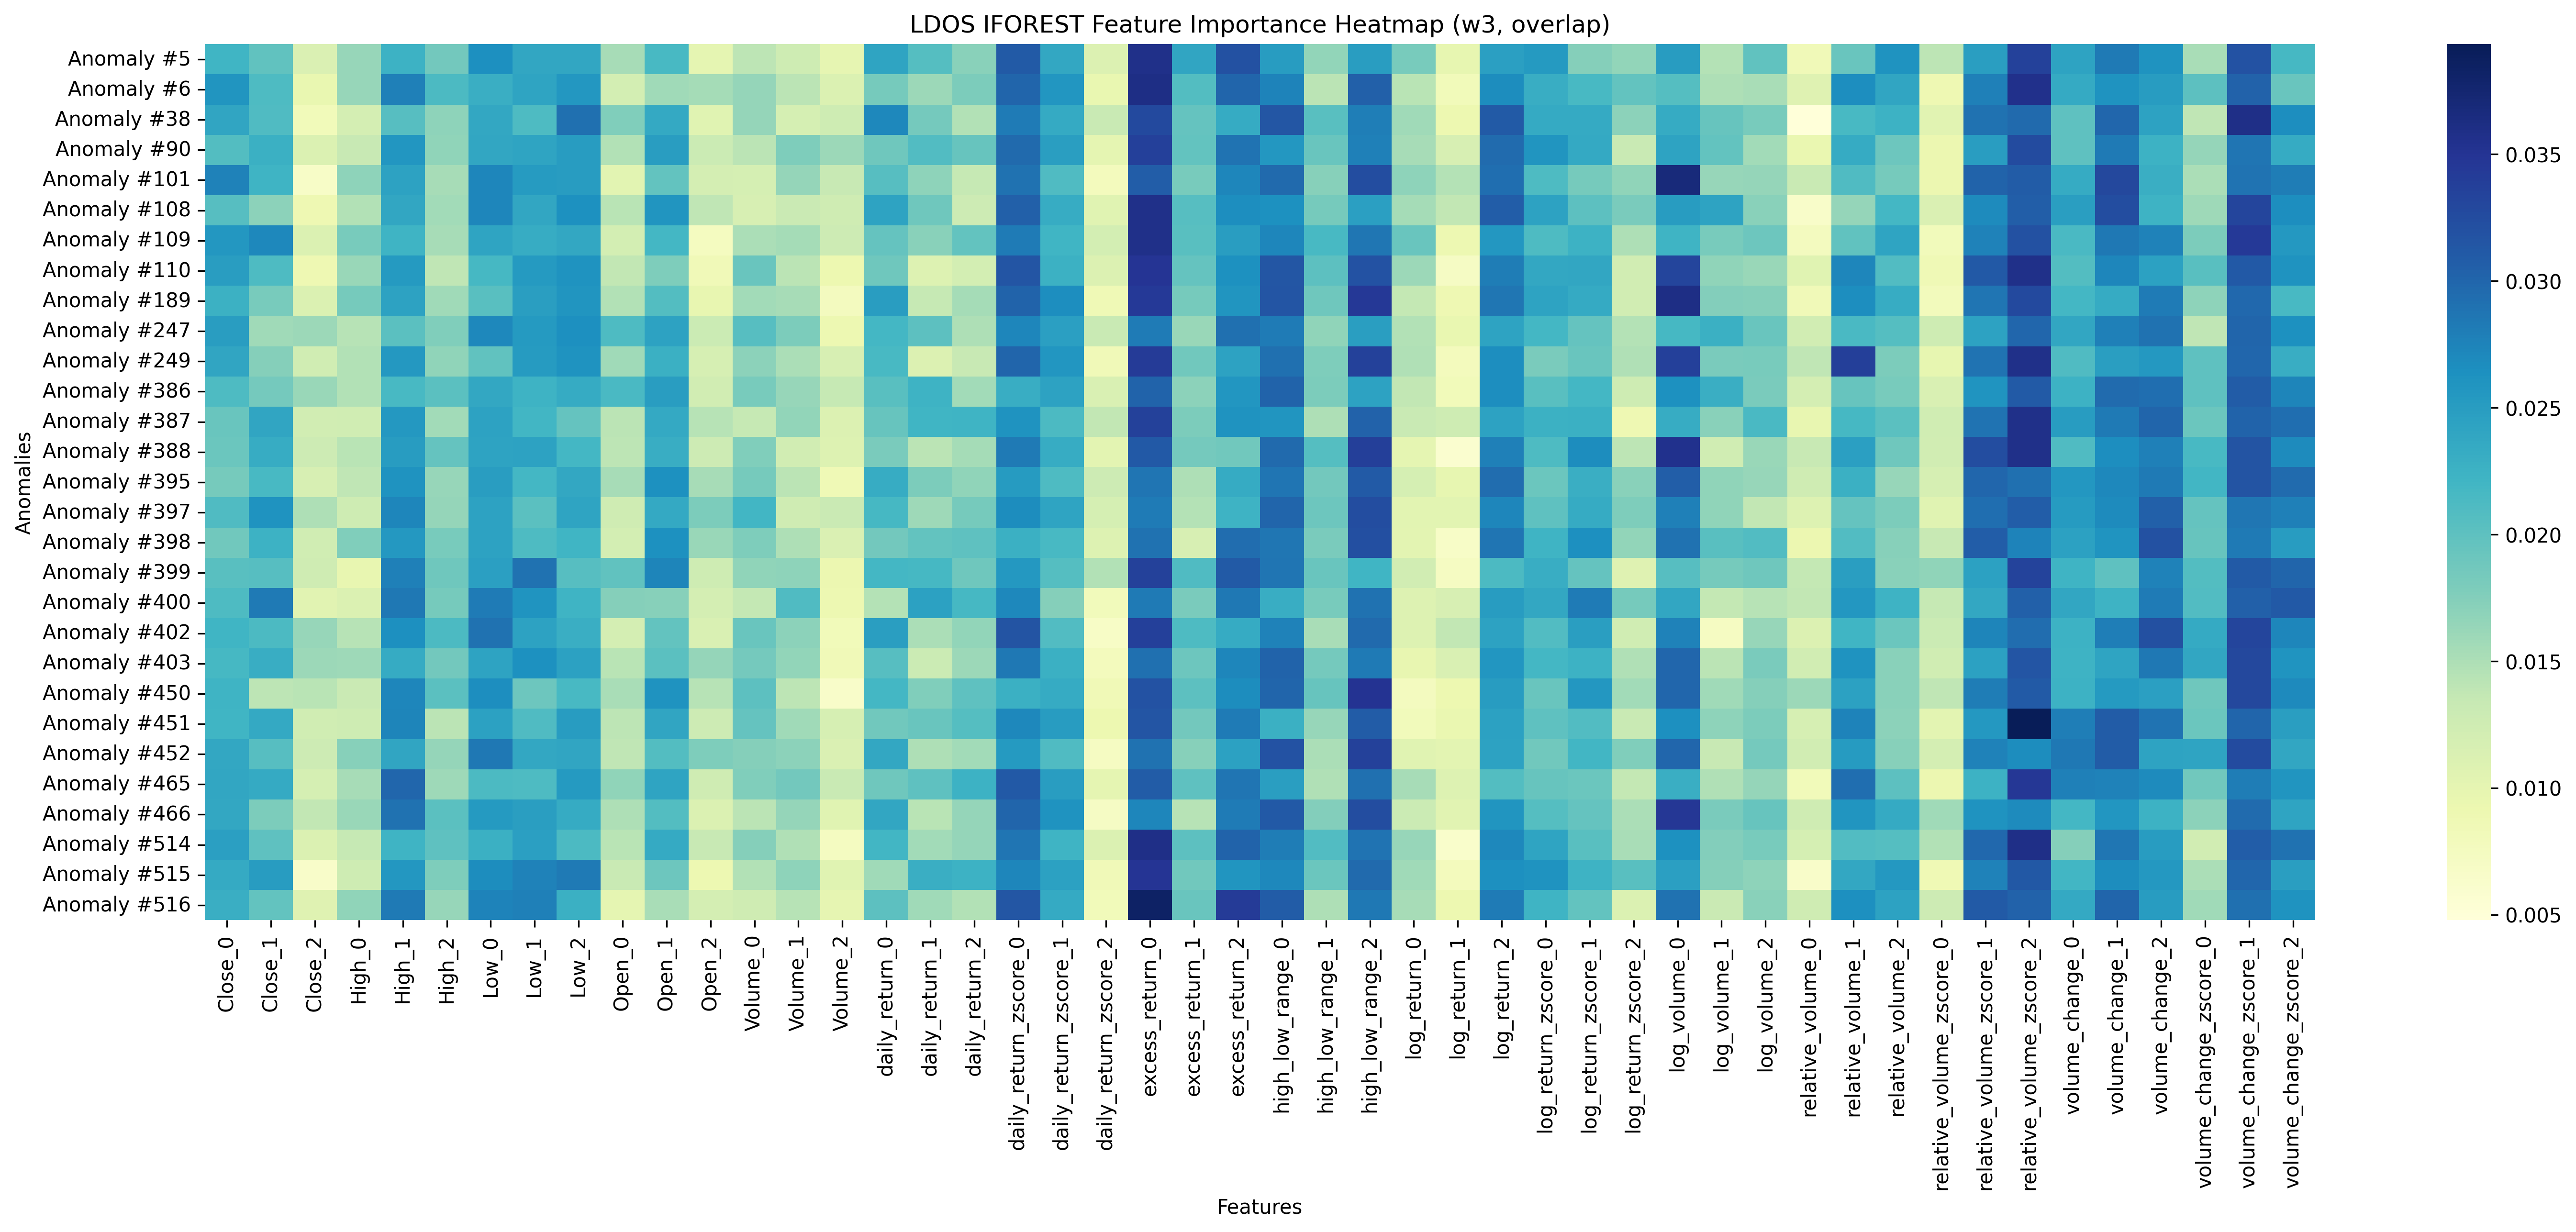 LDOS IFOREST Feature Importance Heatmap (w3, overlap)
Anomalies
Anomaly #5
Anomaly #6
Anomaly #38
Anomaly #90
Anomaly #101
Anomaly #108
Anomaly #109
Anomaly #110
Anomaly #189
Anomaly #247
Anomaly #249
Anomaly #386
Anomaly #387
Anomaly #388
Anomaly #395
Anomaly #397
Anomaly #398
Anomaly #399
Anomaly #400
Anomaly #402
Anomaly #403
Anomaly #450
Anomaly #451
Anomaly #452
Anomaly #465
Anomaly #466
Anomaly #514
Anomaly #515
Anomaly #516
Close_0
Close_1
Close_2
High_0
High_1
High_2
Low_0
Low_1
Low_2
Open_0
Open_1
Open_2
Volume_0
Volume_1
Volume_2
daily_return_0
daily_return_1
daily_return_2
daily_return_zscore_0
daily_return_zscore_1
daily_return_zscore_2
excess_return_0
excess_return_1
excess_return_2
high_low_range_0
high_low_range_1
high_low_range_2
log_return_0
log_return_1
log_return_2
log_return_zscore_0
log_return_zscore_1
log_return_zscore_2
log_volume_0
log_volume_1
log_volume_2
relative_volume_0
relative_volume_1
relative_volume_2
relative_volume_zscore_0
relative_volume_zscore_1
relative_volume_zscore_2
volume_change_0
volume_change_1
volume_change_2
volume_change_zscore_0
volume_change_zscore_1
volume_change_zscore_2
Features
0.035
0.030
0.025
0.020
0.015
0.010
0.005